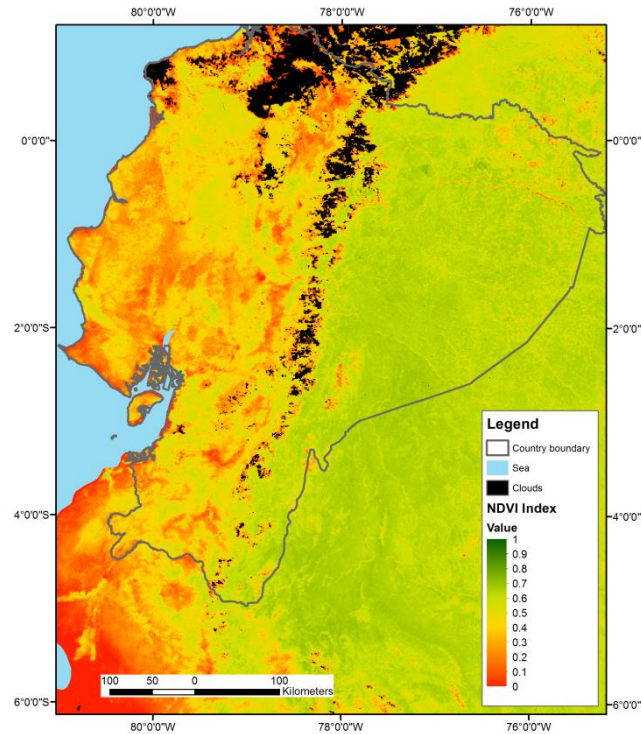 80°0'0"W 78°0'0"W 76°0'0"W
0°0'0" 0°0'0"
2°0'0"S 2°0'0"S
4°0'0"S 4°0'0"S
6°0'0"S 6°0'0"S
Legend
Country boundary
Sea
Clouds
NDVI Index
Value
1
0.9
0.8
0.7
0.6
0.5
0.4
0.3
0.2
0.1
0
100 50 0 100
Kilometers
80°0'0"W 78°0'0"W 76°0'0"W